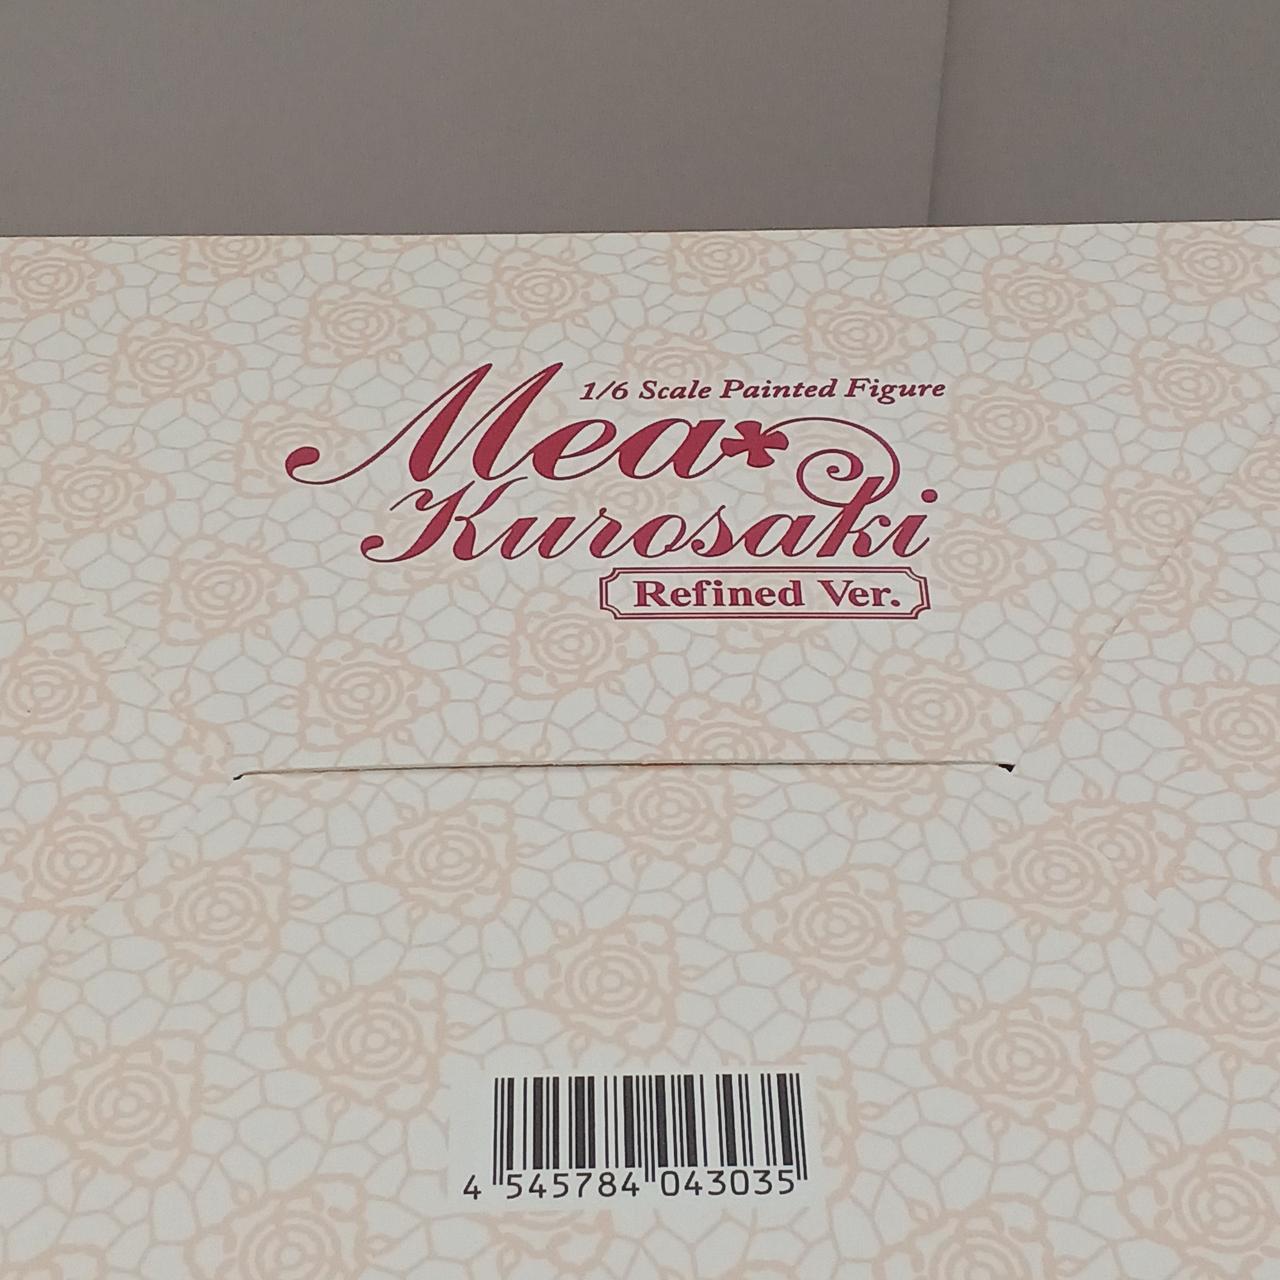 1/6 Scale Painted Figure
Mea
Kurosaki
Refined Ver.
4 545784 043035